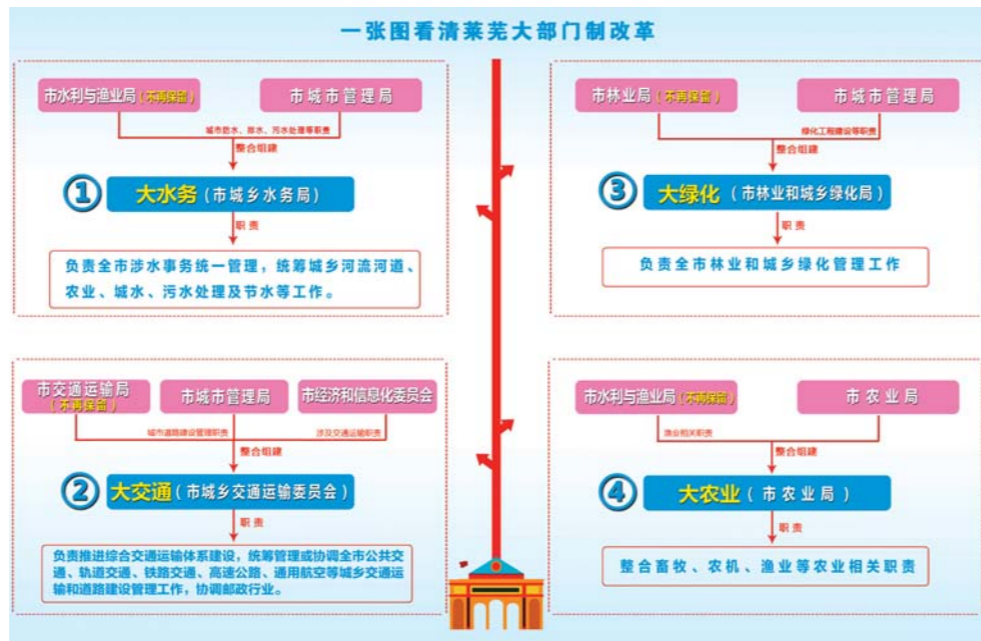 一张图看清莱芜大部门制改革
市水利与渔业局(不再保留)
市城市管理局
城市防水、排水、污水处理等职责
整合组建
① 大水务(市城乡水务局)
职责
负责全市涉水事务统一管理，统筹城乡河流河道、
农业、城水、污水处理及节水等工作。
市交通运输局
(不再保留)
市城市管理局
市经济和信息化委员会
城市道路建设管理职责
涉及交通运输职责
整合组建
② 大交通(市城乡交通运输委员会)
职责
负责推进综合交通运输体系建设，统筹管理或协调全市公共交
通、轨道交通、铁路交通、高速公路、通用航空等城乡交通运
输和道路建设管理工作，协调邮政行业。
市林业局(不再保留)
市城市管理局
绿化工程建设等职责
整合组建
③ 大绿化(市林业和城乡绿化局)
职责
负责全市林业和城乡绿化管理工作
市水利与渔业局(不再保留)
市农业局
渔业相关职责
整合组建
④ 大农业(市农业局)
职责
整合畜牧、农机、渔业等农业相关职责